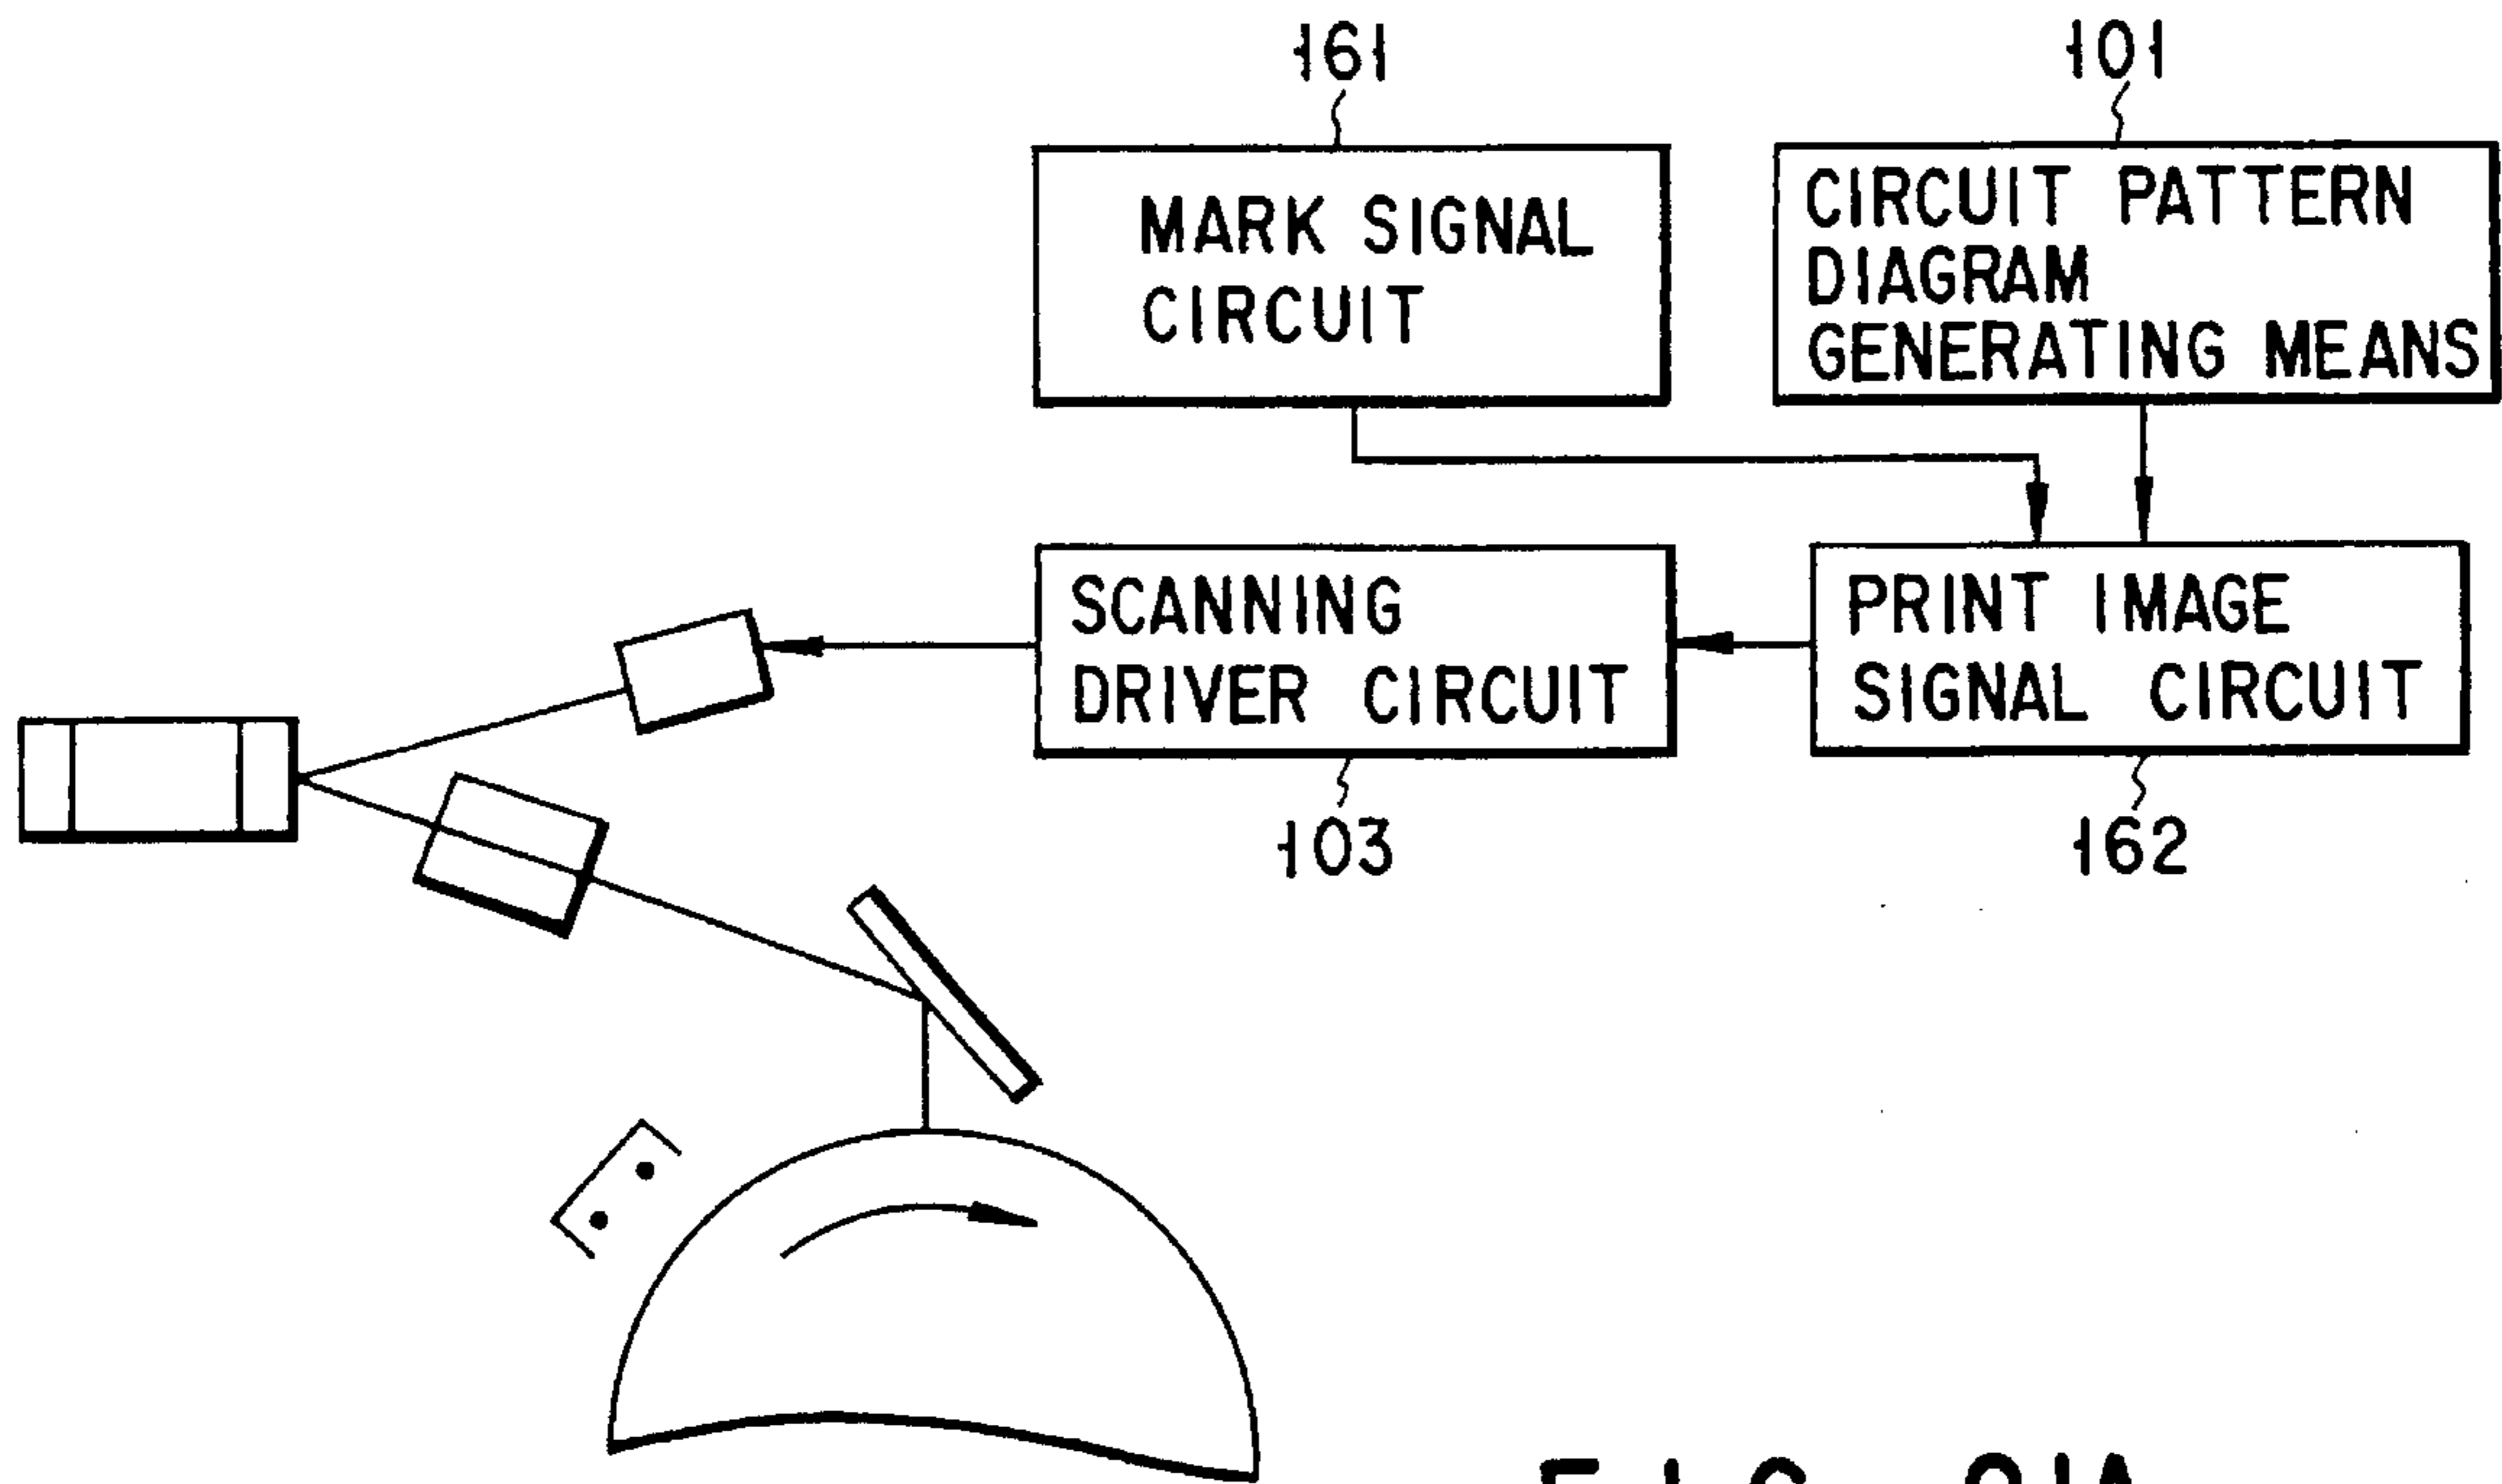 161
101
MARK SIGNAL
CIRCUIT
CIRCUIT PATTERN
DIAGRAM
GENERATING MEANS
SCANNING
DRIVER CIRCUIT
PRINT IMAGE
SIGNAL CIRCUIT
103
162